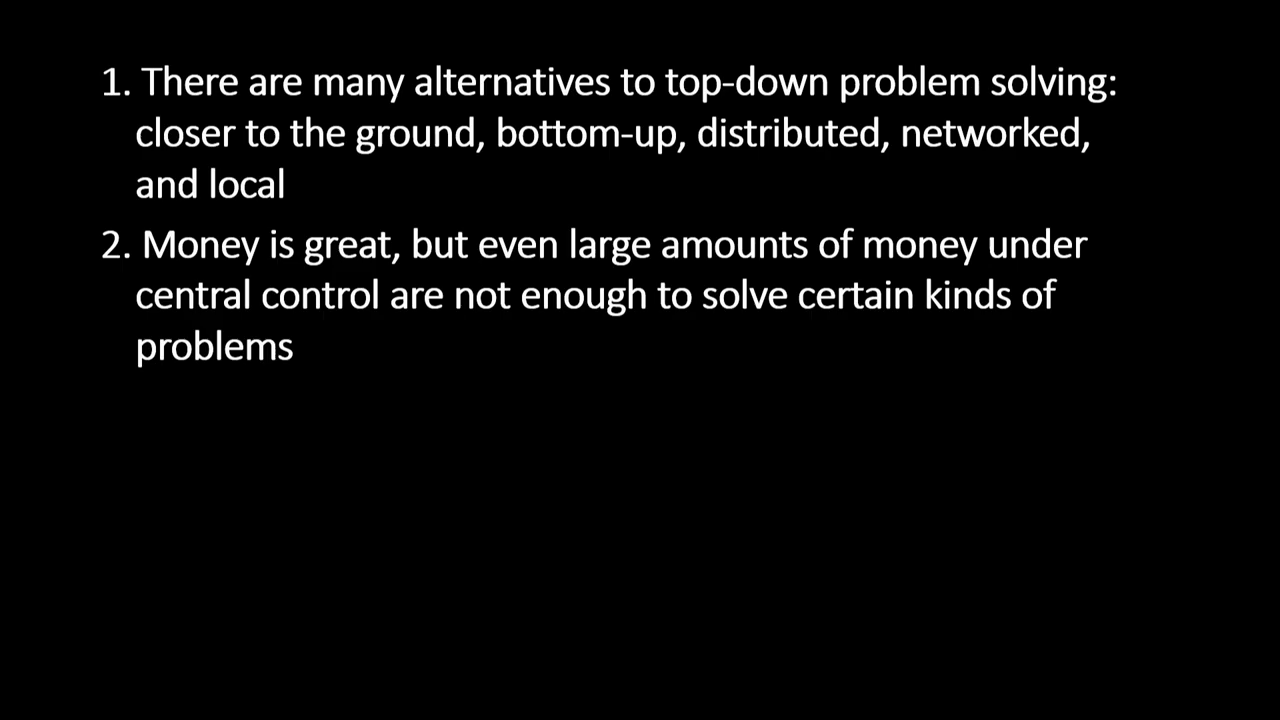 1. There are many alternatives to top-down problem solving:
closer to the ground, bottom-up, distributed, networked,
and local
2. Money is great, but even large amounts of money under
central control are not enough to solve certain kinds of
problems